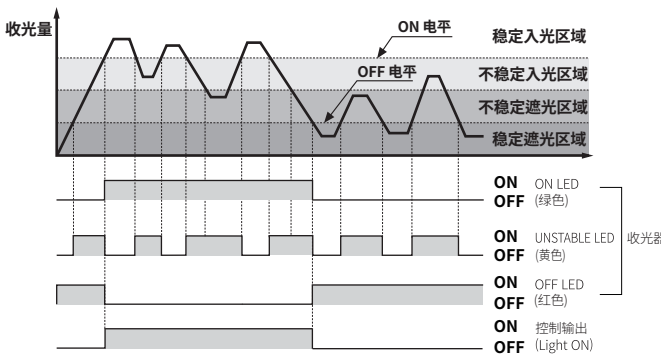 收光量
ON 电平
OFF 电平
稳定入光区域
不稳定入光区域
不稳定遮光区域
稳定遮光区域
ON
OFF
ON LED
(绿色)
ON
OFF
UNSTABLE LED
(黄色)
收光器
ON
OFF
OFF LED
(红色)
ON
OFF
控制输出
(Light ON)